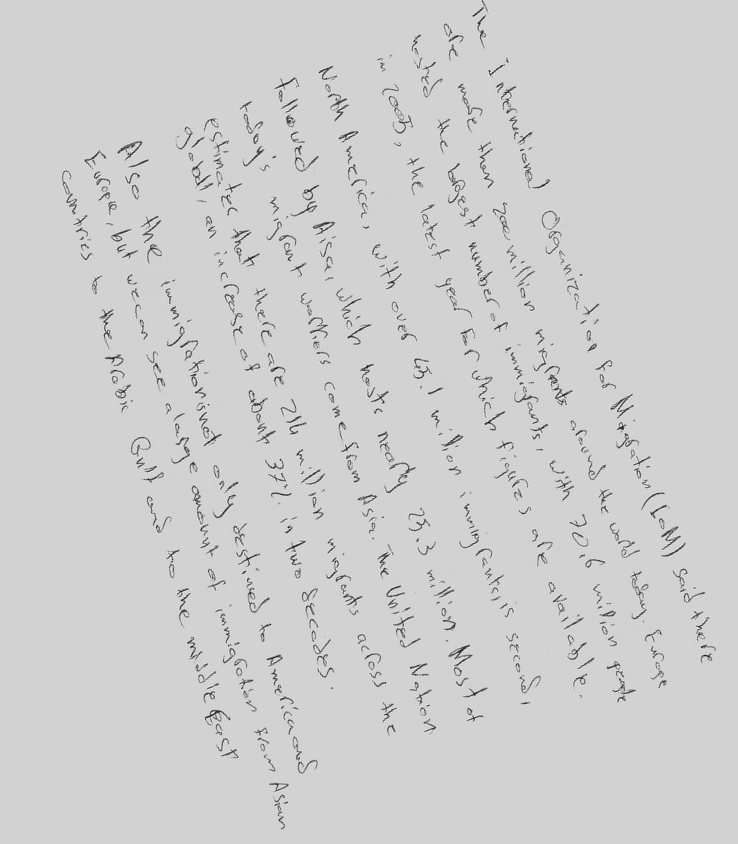 The International Organization for Migration (IoM) said there
are more than 200 million migrants around the world today. Europe
hosted the largest number of immigrants, with 70.6 million people
in 2005, the latest year for which figures are available.
North America, with over 45.1 million immigrants, is second,
followed by Aisa, which hosts nearly 25.3 million. Most of
today's migrant workers come from Asia. The United Nation
estimates that there are 214 million migrants across the
globall, an increase of about 37% in two decades.
Also the immigration is not only destined to America and
Europe, but we can see a large amount of immigration from Asian
countries to the Arabic Gulf and to the middle East